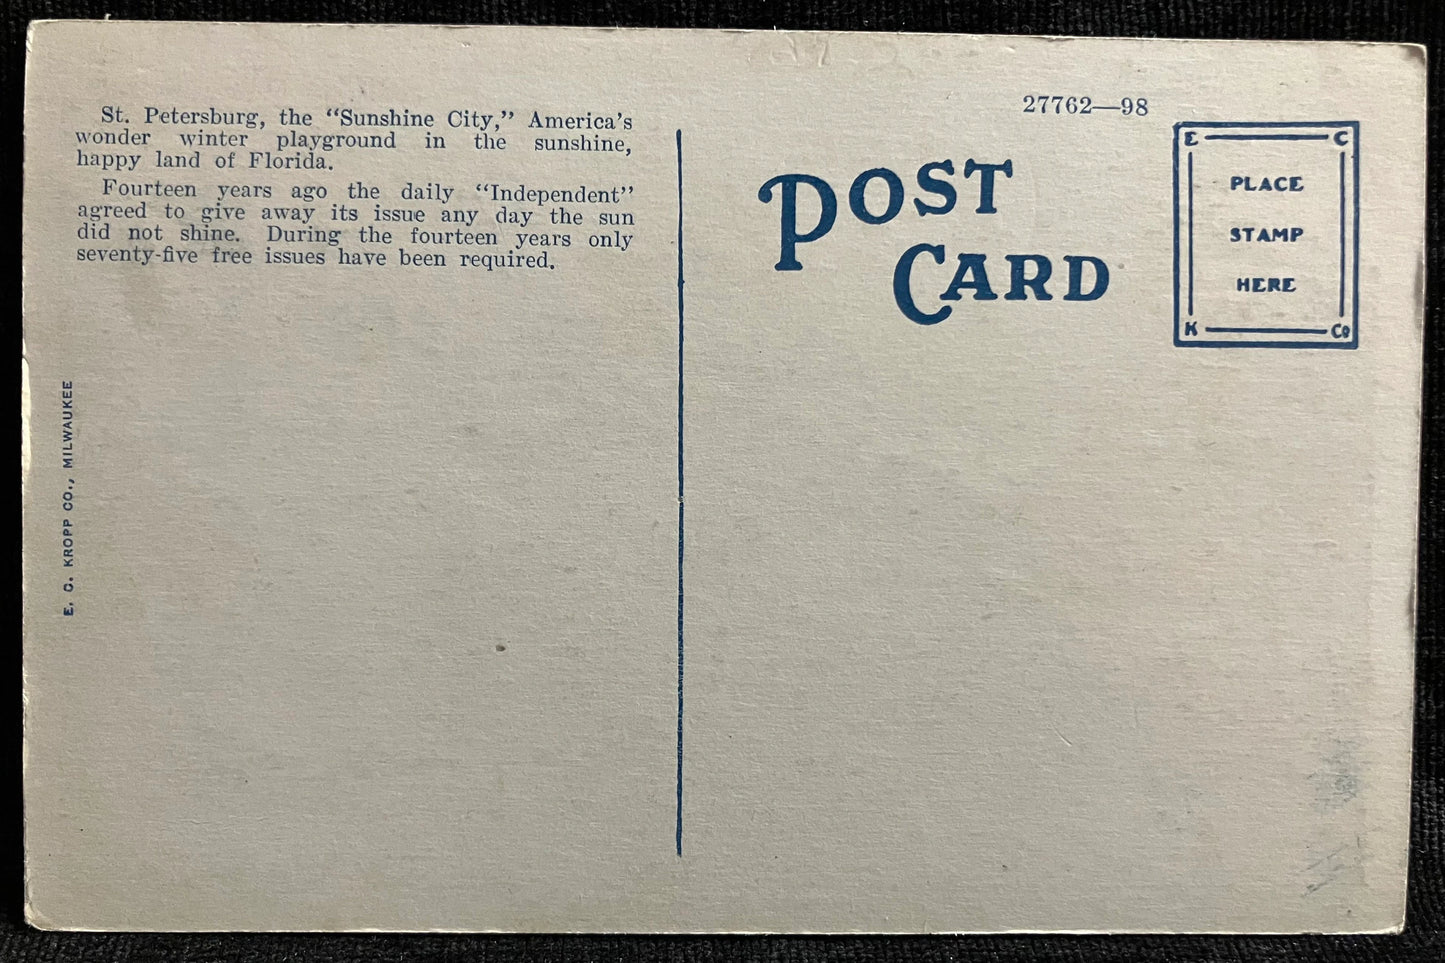 St. Petersburg, the “Sunshine City,” America’s
wonder winter playground in the sunshine,
happy land of Florida.
Fourteen years ago the daily “Independent”
agreed to give away its issue any day the sun
did not shine. During the fourteen years only
seventy-five free issues have been required.
E. C. KROPP CO., MILWAUKEE
27762—98
POST
CARD
E C
PLACE
STAMP
HERE
K Co